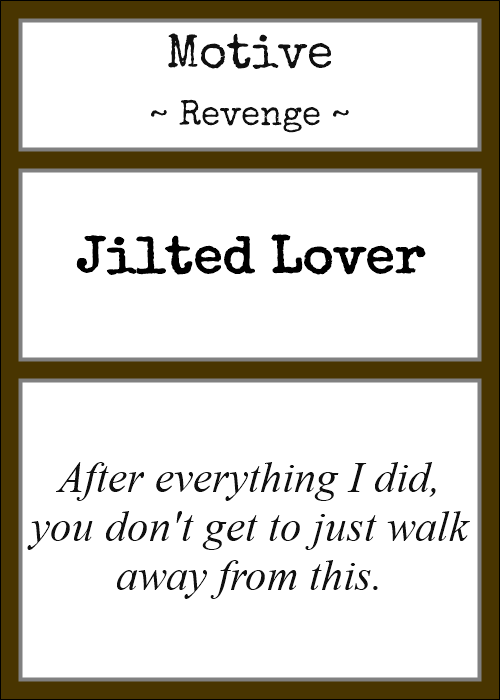 Motive
~ Revenge ~
Jilted Lover
After everything I did,
you don't get to just walk
away from this.